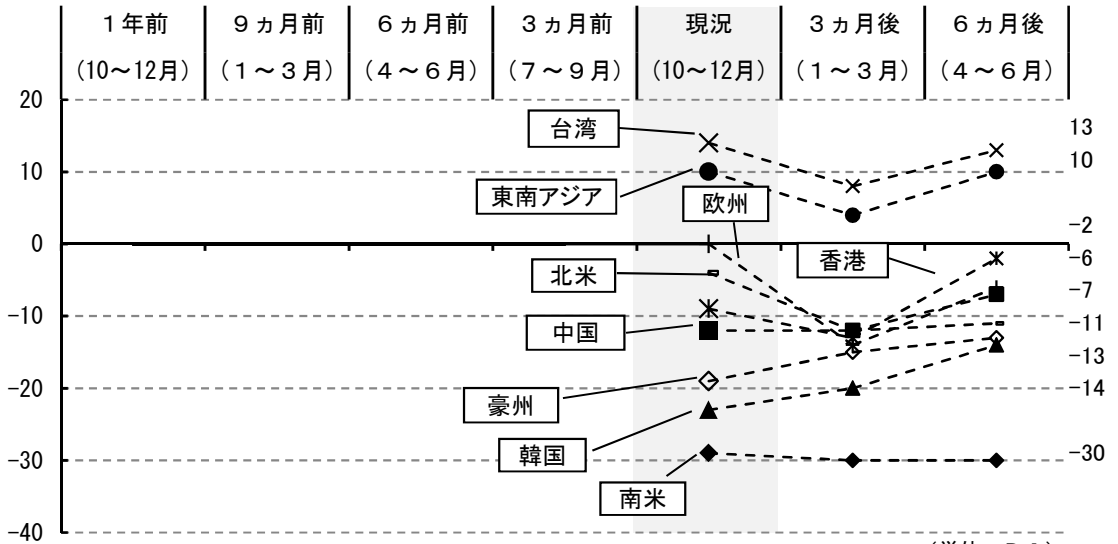 １年前 ９ヵ月前 ６ヵ月前 ３ヵ月前 現況 ３ヵ月後 ６ヵ月後
（10～12月） （１～３月） （４～６月） （７～９月） （10～12月） （１～３月） （４～６月）
20
台湾
13
10
10
東南アジア
欧州
-2
0
香港
-6
北米
-7
-10
中国
-11
-13
-20
豪州
-14
韓国
-30
-30
南米
-40